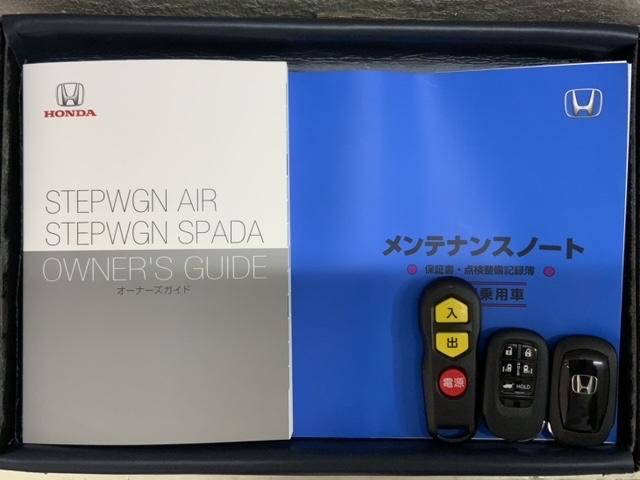 HONDA
STEPWGN AIR
STEPWGN SPADA
OWNER'S GUIDE
オーナーズガイド
メンテナンスノート
保証書・点検整備記録簿
乗用車
入
出
電源
HOLD